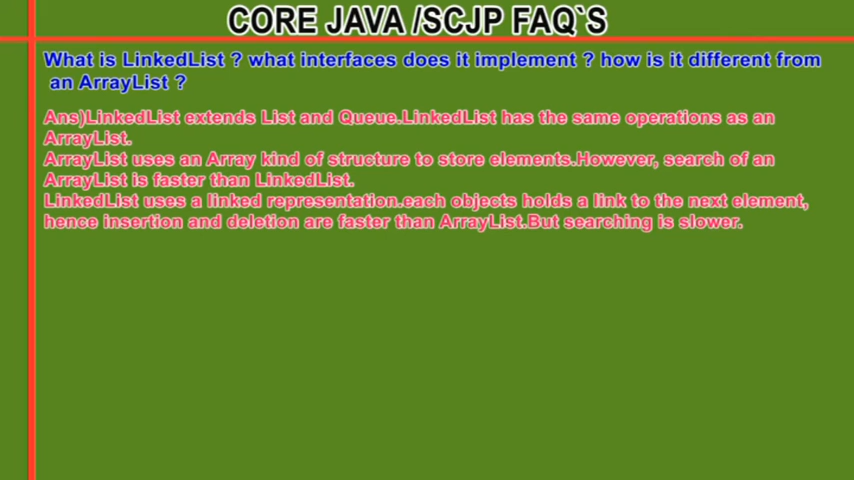 CORE JAVA /SCJP FAQ`S
What is LinkedList ? what interfaces does it implement ? how is it different from
an ArrayList ?
Ans)LinkedList extends List and Queue.LinkedList has the same operations as an
ArrayList.
ArrayList uses an Array kind of structure to store elements.However, search of an
ArrayList is faster than LinkedList.
LinkedList uses a linked representation.each objects holds a link to the next element,
hence insertion and deletion are faster than ArrayList.But searching is slower.